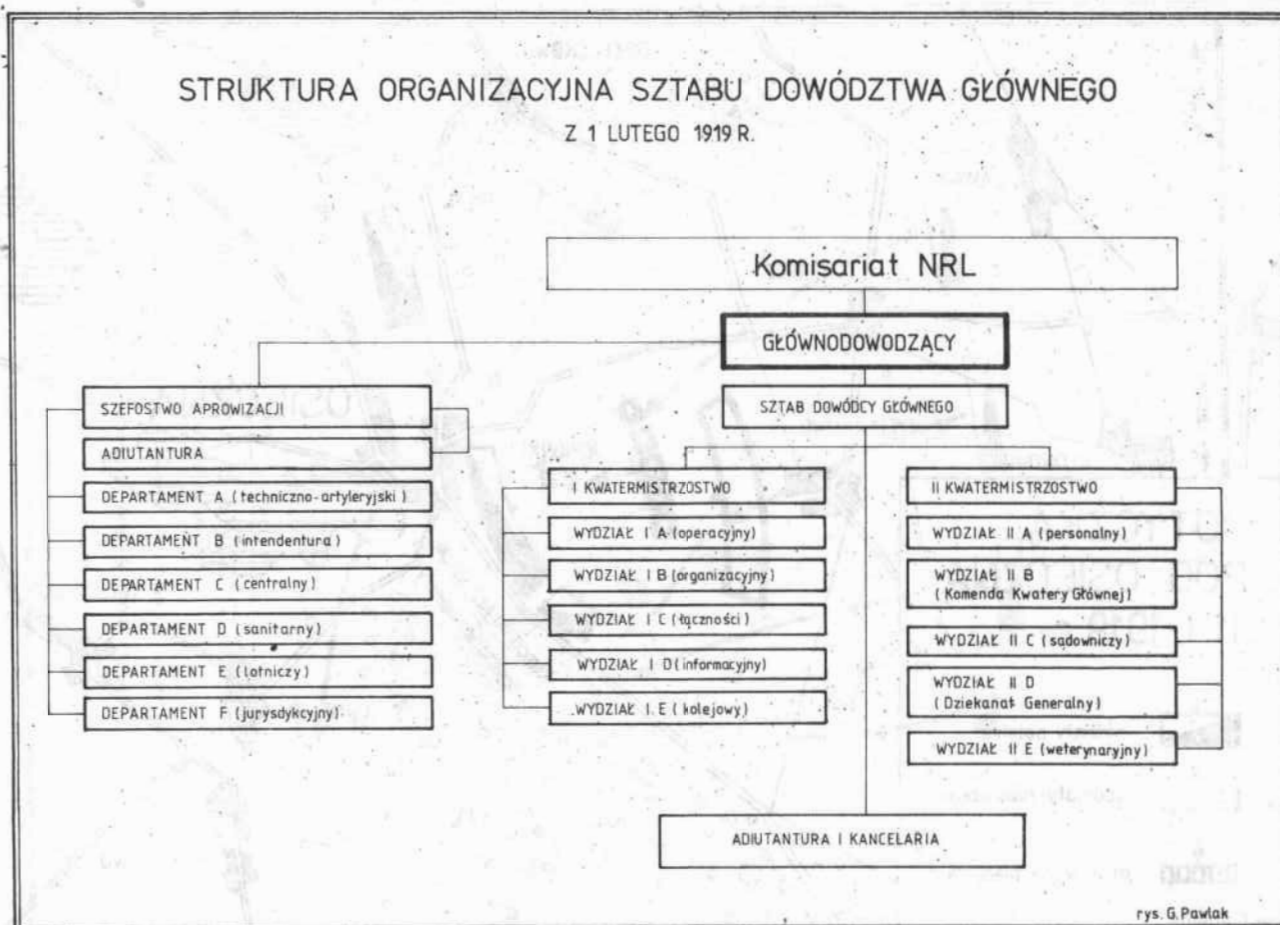 STRUKTURA ORGANIZACYJNA SZTABU DOWÓDZTWA GŁÓWNEGO
Z 1 LUTEGO 1919 R.
Komisariat NRL
GŁÓWNODOWODZĄCY
SZTAB DOWÓDCY GŁÓWNEGO
SZEFOSTWO APROWIZACJI
ADIUTANTURA
DEPARTAMENT A (techniczno-artyleryjski)
DEPARTAMENT B (intendentura)
DEPARTAMENT C (centralny)
DEPARTAMENT D (sanitarny)
DEPARTAMENT E (lotniczy)
DEPARTAMENT F (jurysdykcyjny)
I KWATERMISTRZOSTWO
WYDZIAŁ I A (operacyjny)
WYDZIAŁ I B (organizacyjny)
WYDZIAŁ I C (łączności)
WYDZIAŁ I D (informacyjny)
WYDZIAŁ I E (kolejowy)
II KWATERMISTRZOSTWO
WYDZIAŁ II A (personalny)
WYDZIAŁ II B
(Komenda Kwatery Głównej)
WYDZIAŁ II C (sądowniczy)
WYDZIAŁ II D
(Dziekanat Generalny)
WYDZIAŁ II E (weterynaryjny)
ADIUTANTURA I KANCELARIA
rys. G. Pawlak